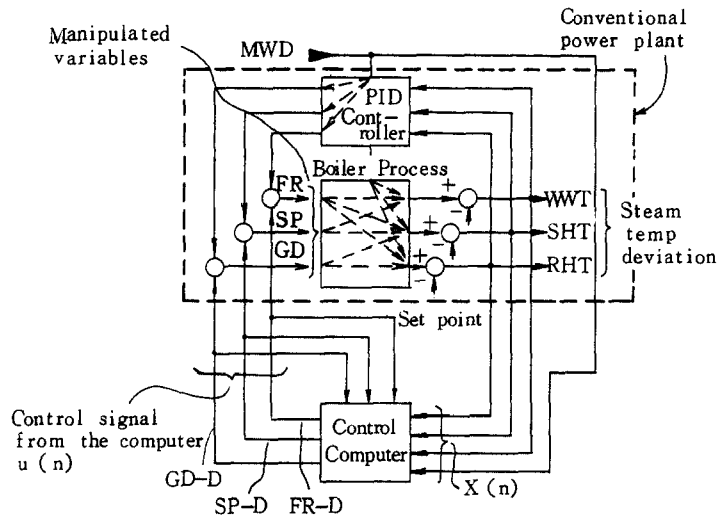 Conventional
power plant
Manipulated
variables
MWD
PID
Cont-
roller
Boiler Process
FR
SP
GD
+
-
+
-
+
-
WWT
SHT
RHT
Steam
temp
deviation
Set point
Control signal
from the computer
u (n)
Control
Computer
GD-D
SP-D
FR-D
X (n)